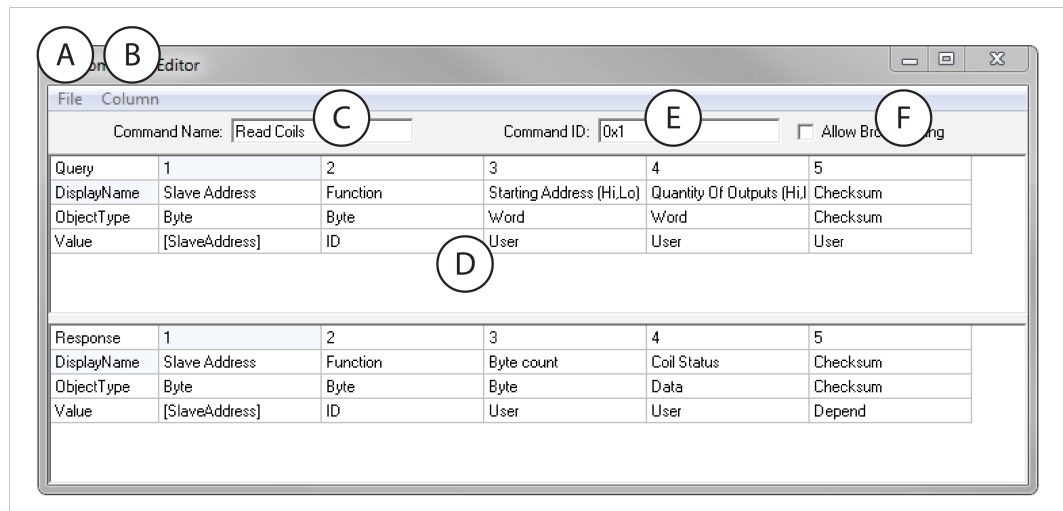 A B Editor
File Column
Command Name: Read Coils C Command ID: 0x1 E Allow F
Query 1 2 3 4 5
DisplayName Slave Address Function Starting Address (Hi,Lo) Quantity Of Outputs (Hi,l Checksum
ObjectType Byte Byte Word Word Checksum
Value [SlaveAddress] ID User User User
D
Response 1 2 3 4 5
DisplayName Slave Address Function Byte count Coil Status Checksum
ObjectType Byte Byte Byte Data Checksum
Value [SlaveAddress] ID User User Depend